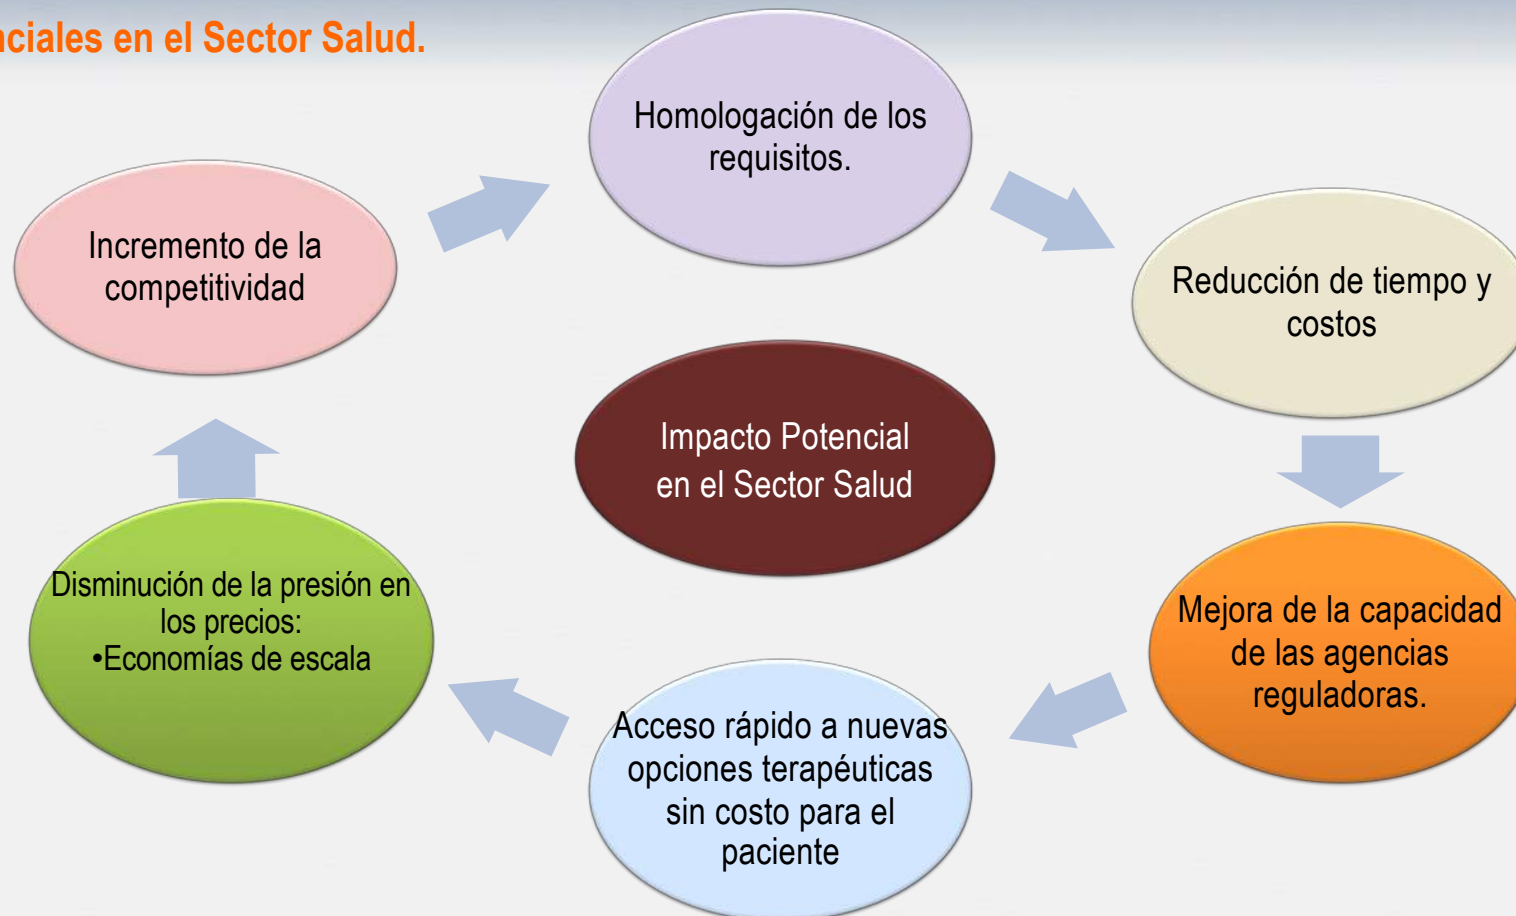 nciales en el Sector Salud.
Homologación de los
requisitos.
Reducción de tiempo y
costos
Mejora de la capacidad
de las agencias
reguladoras.
Acceso rápido a nuevas
opciones terapéuticas
sin costo para el
paciente
Disminución de la presión en
los precios:
•Economías de escala
Incremento de la
competitividad
Impacto Potencial
en el Sector Salud